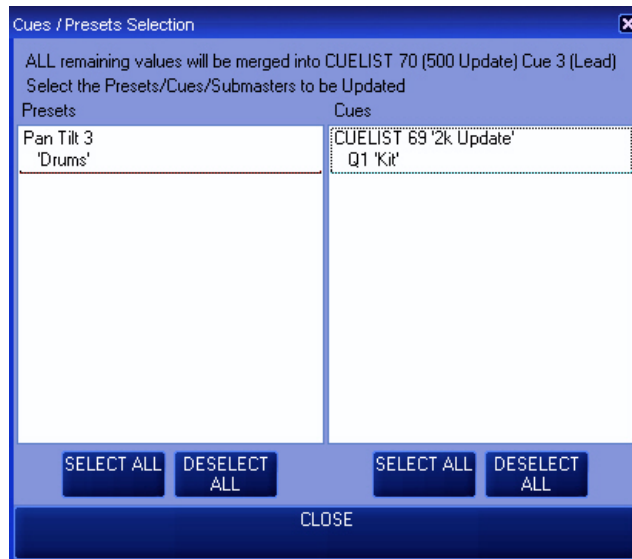 Cues / Presets Selection
ALL remaining values will be merged into CUELIST 70 (500 Update) Cue 3 (Lead)
Select the Presets/Cues/Submasters to be Updated
Presets
Cues
Pan Tilt 3
'Drums'
CUELIST 69 '2k Update'
Q1 'Kit'
SELECT ALL
DESELECT
ALL
SELECT ALL
DESELECT
ALL
CLOSE